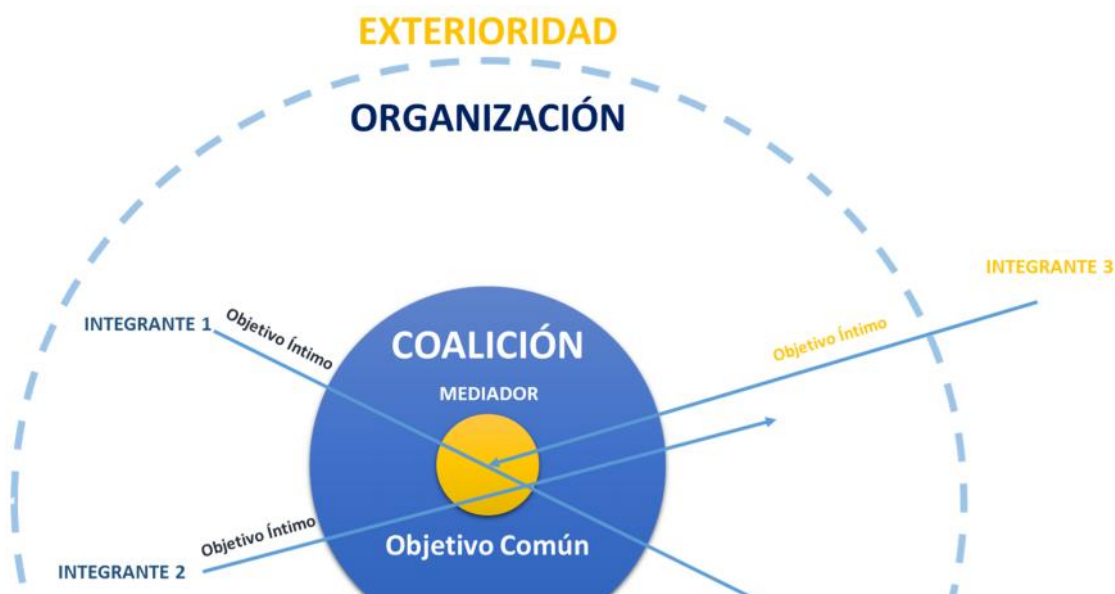 EXTERIORIDAD
ORGANIZACIÓN
INTEGRANTE 3
INTEGRANTE 1
Objetivo Íntimo
Objetivo Íntimo
COALICIÓN
MEDIADOR
Objetivo Íntimo
Objetivo Común
INTEGRANTE 2